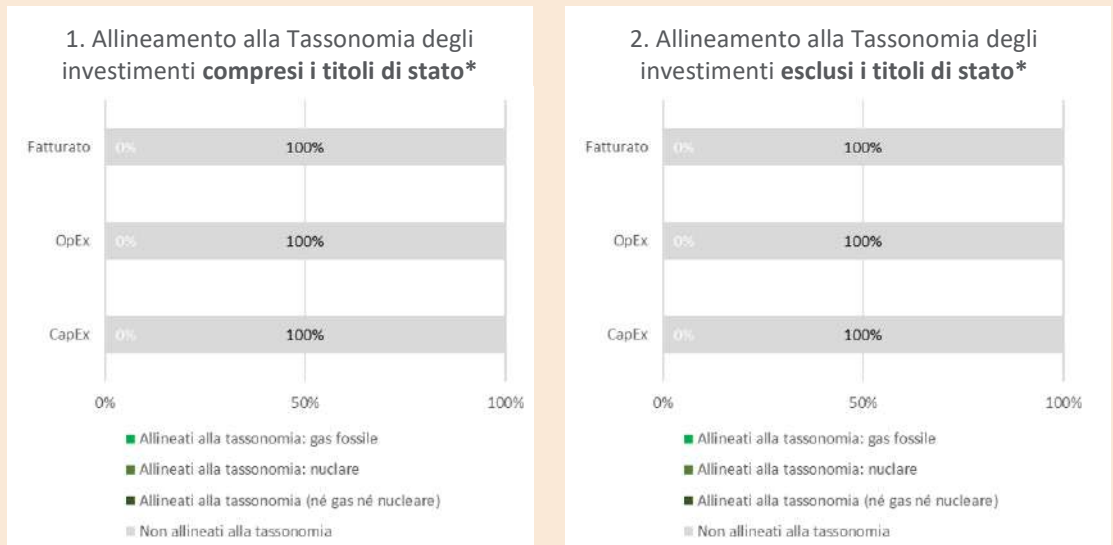 1. Allineamento alla Tassonomia degli
investimenti compresi i titoli di stato*
Fatturato 0% 100%
OpEx 0% 100%
CapEx 0% 100%
0% 50% 100%
Allineati alla tassonomia: gas fossile
Allineati alla tassonomia: nuclare
Allineati alla tassonomia (né gas né nucleare)
Non allineati alla tassonomia
2. Allineamento alla Tassonomia degli
investimenti esclusi i titoli di stato*
Fatturato 0% 100%
OpEx 0% 100%
CapEx 0% 100%
0% 50% 100%
Allineati alla tassonomia: gas fossile
Allineati alla tassonomia: nuclare
Allineati alla tassonomia (né gas né nucleare)
Non allineati alla tassonomia